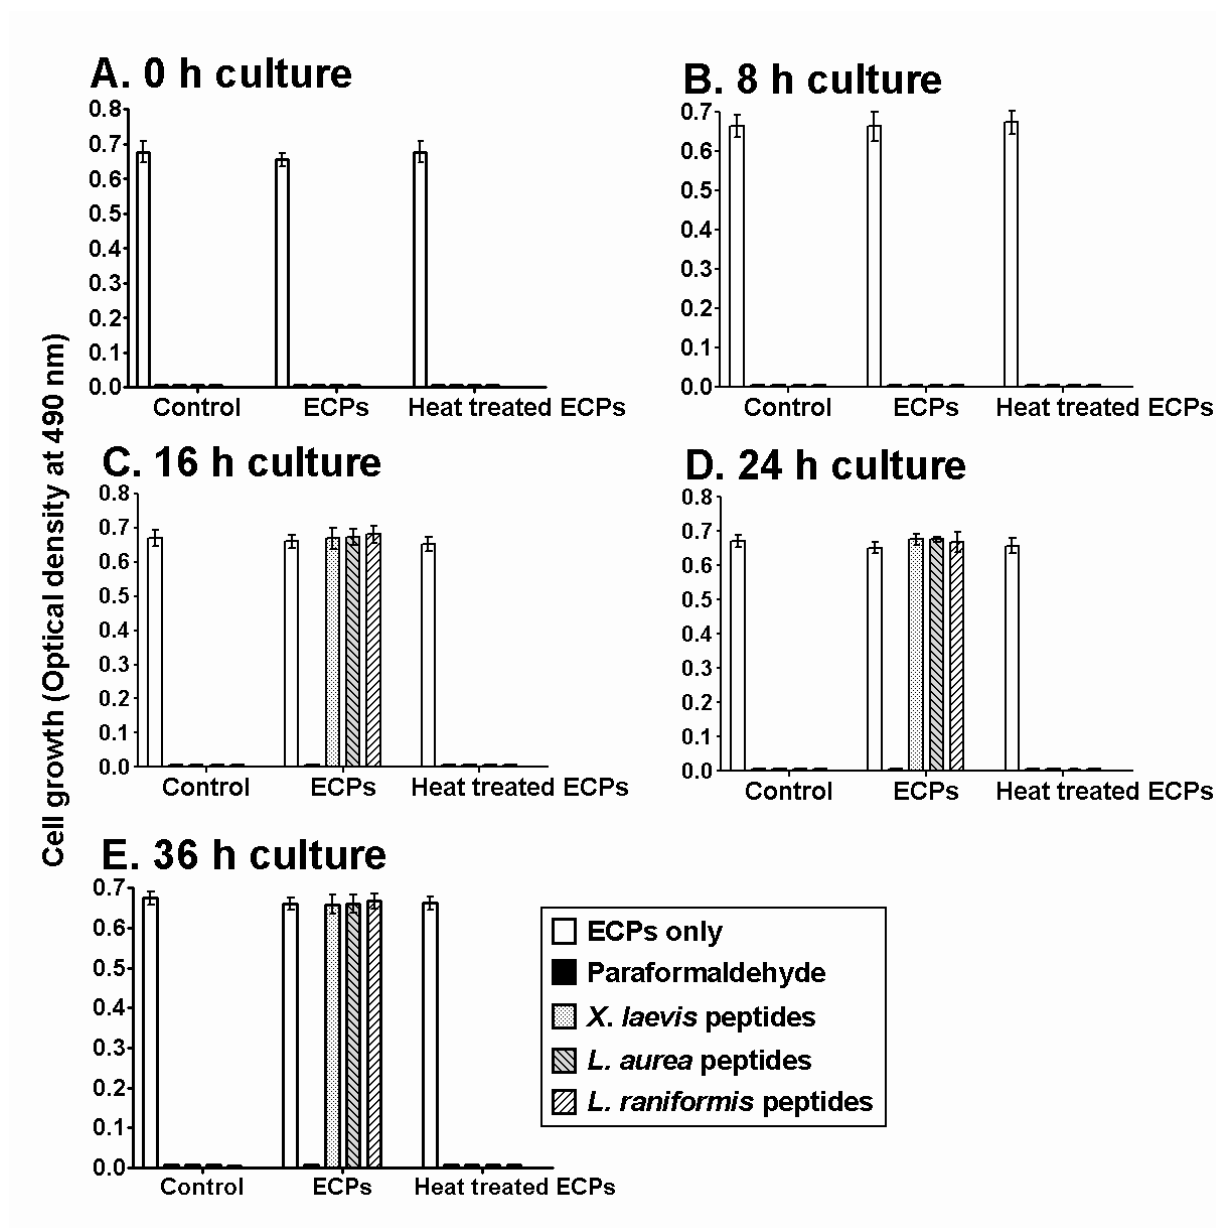 A. 0 h culture
0.8
0.7
0.6
0.5
0.4
0.3
0.2
0.1
0.0
Control ECPs Heat treated ECPs
B. 8 h culture
0.7
0.6
0.5
0.4
0.3
0.2
0.1
0.0
Control ECPs Heat treated ECPs
Cell growth (Optical density at 490 nm)
C. 16 h culture
0.8
0.7
0.6
0.5
0.4
0.3
0.2
0.1
0.0
Control ECPs Heat treated ECPs
D. 24 h culture
0.8
0.7
0.6
0.5
0.4
0.3
0.2
0.1
0.0
Control ECPs Heat treated ECPs
E. 36 h culture
0.7
0.6
0.5
0.4
0.3
0.2
0.1
0.0
Control ECPs Heat treated ECPs
ECPs only
Paraformaldehyde
X. laevis peptides
L. aurea peptides
L. raniformis peptides